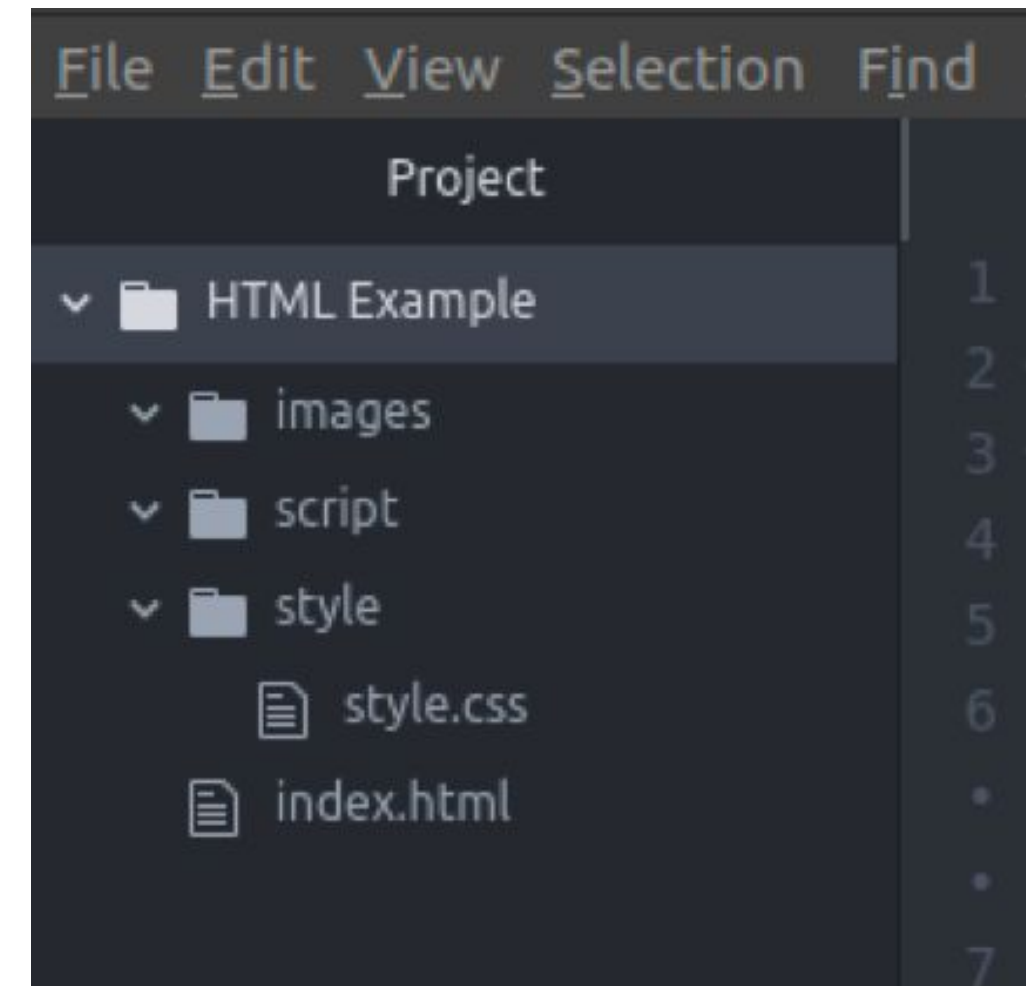 File Edit View Selection Find
Project
HTML Example
images
script
style
style.css
index.html
1
2
3
4
5
6
•
•
7